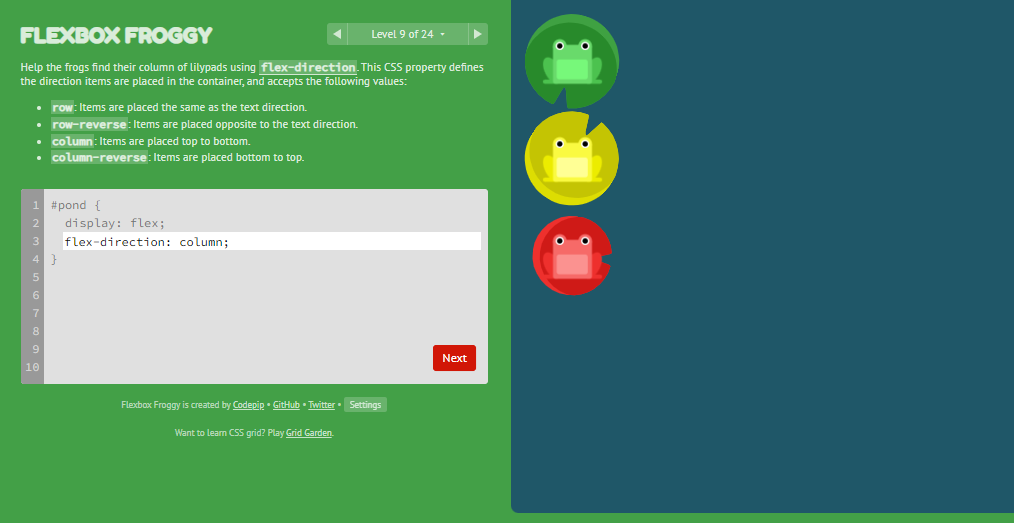 FLEXBOX FROGGY
Level 9 of 24
Help the frogs find their column of lilypads using flex-direction. This CSS property defines
the direction items are placed in the container, and accepts the following values:
• row: Items are placed the same as the text direction.
• row-reverse: Items are placed opposite to the text direction.
• column: Items are placed top to bottom.
• column-reverse: Items are placed bottom to top.
1 #pond {
2 display: flex;
3 flex-direction: column;
4 }
5
6
7
8
9
10
Next
Flexbox Froggy is created by Codepip • GitHub • Twitter • Settings
Want to learn CSS grid? Play Grid Garden.